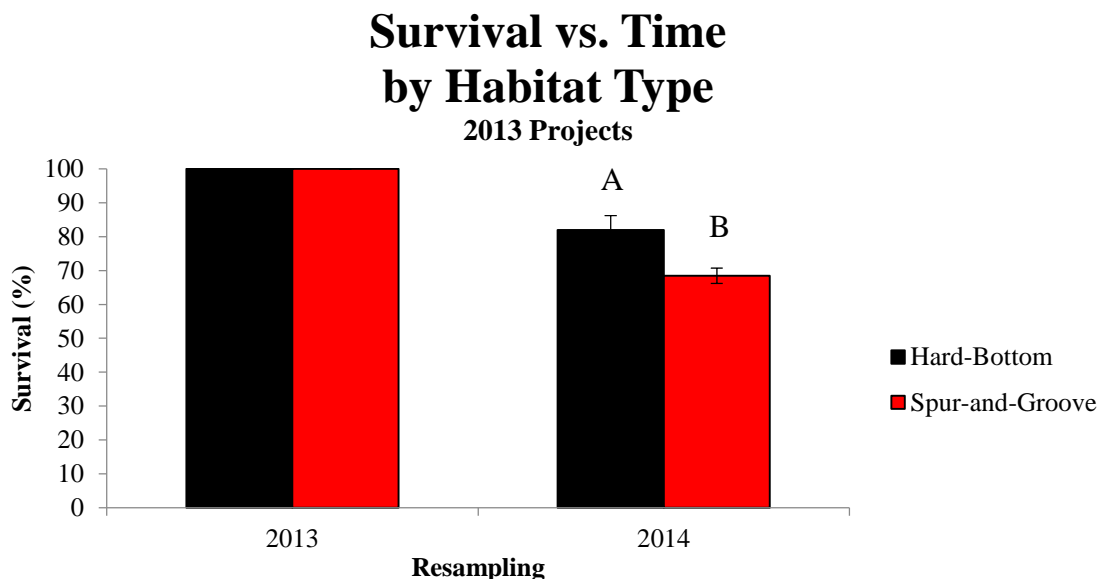 Survival vs. Time
by Habitat Type
2013 Projects
Survival (%)
100
90
80
70
60
50
40
30
20
10
0
A
B
2013
2014
Resampling
Hard-Bottom
Spur-and-Groove